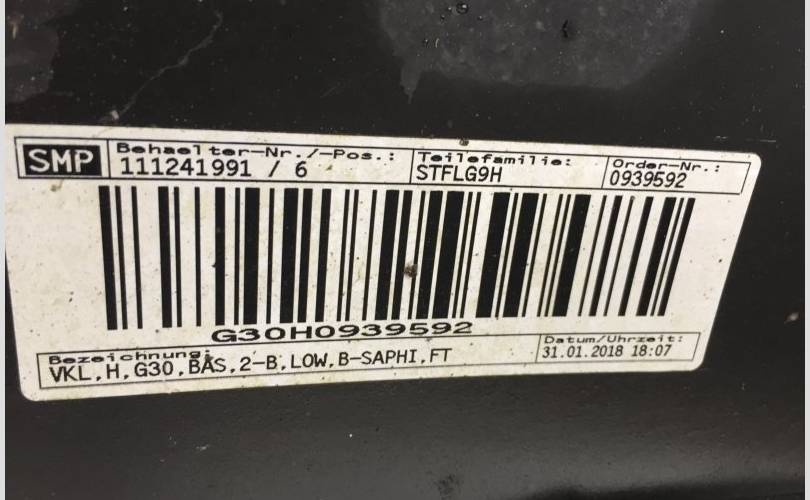 SMP
Behaelter-Nr./-Pos.:
111241991 / 6
Teilefamilie:
STFLG9H
Order-Nr.:
0939592
G30H0939592
Bezeichnung:
VKL,H,G30,BAS,2-B,LOW,B-SAPHI,FT
Datum/Uhrzeit:
31.01.2018 18:07